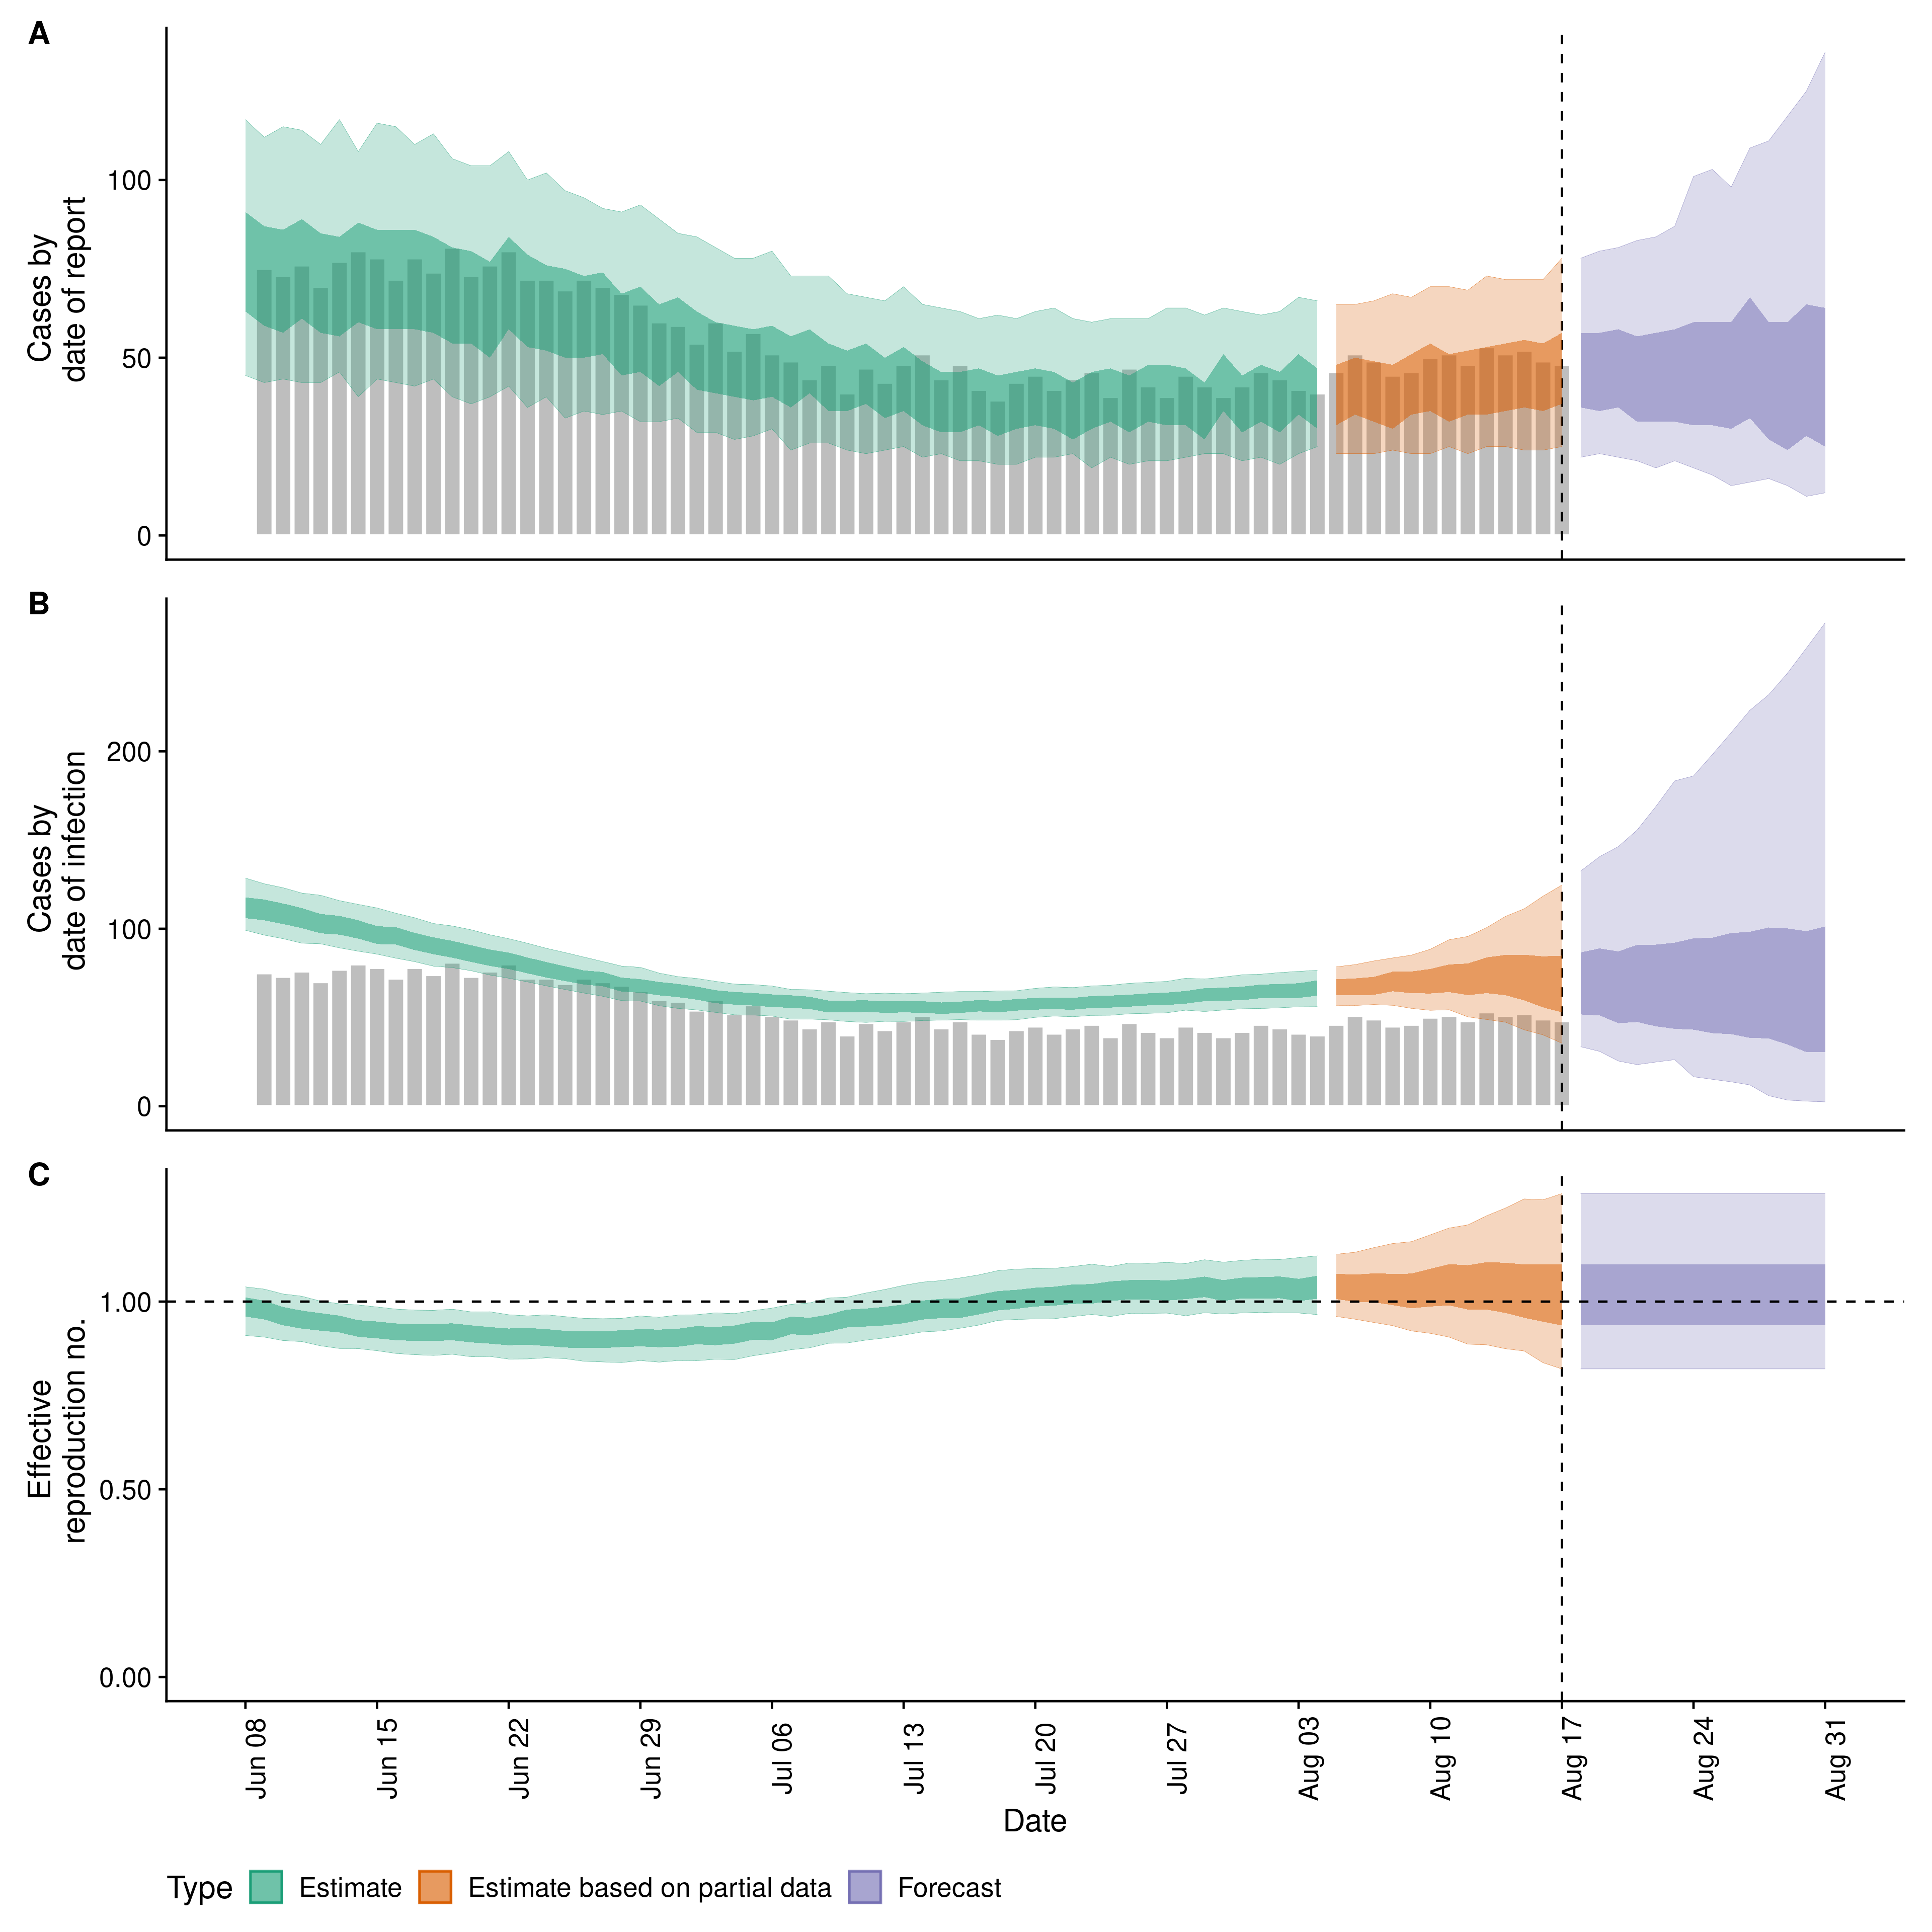 A
Cases by
date of report
100
50
0
B
Cases by
date of infection
200
100
0
C
Effective
reproduction no.
1.00
0.50
0.00
Jun 08
Jun 15
Jun 22
Jun 29
Jul 06
Jul 13
Jul 20
Jul 27
Aug 03
Aug 10
Aug 17
Aug 24
Aug 31
Date
Type Estimate Estimate based on partial data Forecast